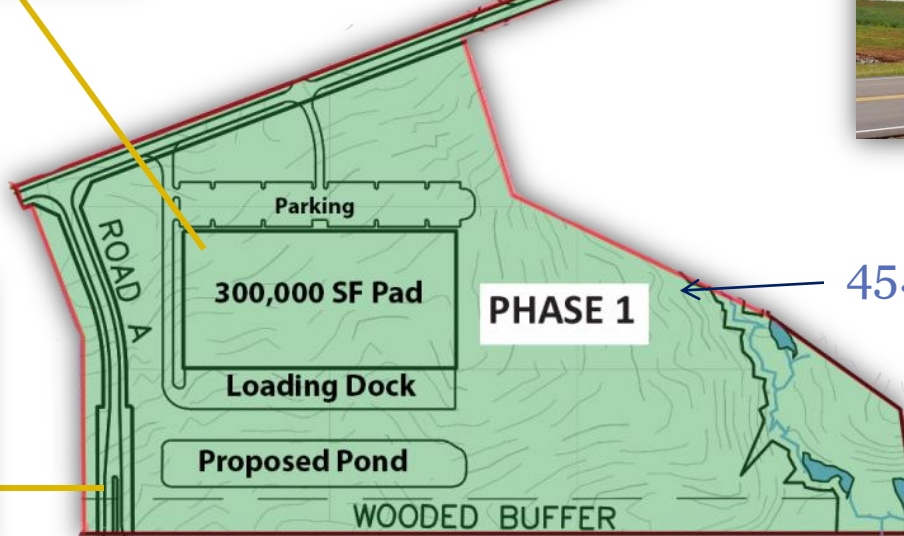 Parking
ROAD A
300,000 SF Pad
PHASE 1
Loading Dock
Proposed Pond
WOODED BUFFER